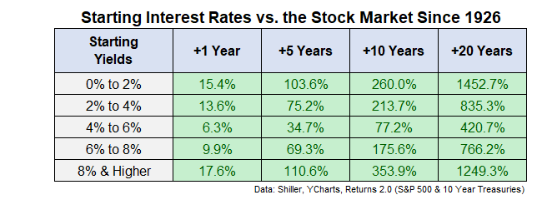 Starting Interest Rates vs. the Stock Market Since 1926
Starting Yields +1 Year +5 Years +10 Years +20 Years
0% to 2% 15.4% 103.6% 260.0% 1452.7%
2% to 4% 13.6% 75.2% 213.7% 835.3%
4% to 6% 6.3% 34.7% 77.2% 420.7%
6% to 8% 9.9% 69.3% 175.6% 766.2%
8% & Higher 17.6% 110.6% 353.9% 1249.3%
Data: Shiller, YCharts, Returns 2.0 (S&P 500 & 10 Year Treasuries)